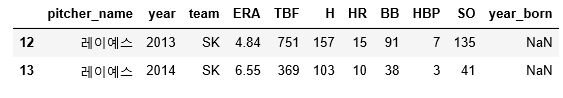 pitcher_name year team ERA TBF H HR BB HBP SO year_born
12 레이예스 2013 SK 4.84 751 157 15 91 7 135 NaN
13 레이예스 2014 SK 6.55 369 103 10 38 3 41 NaN